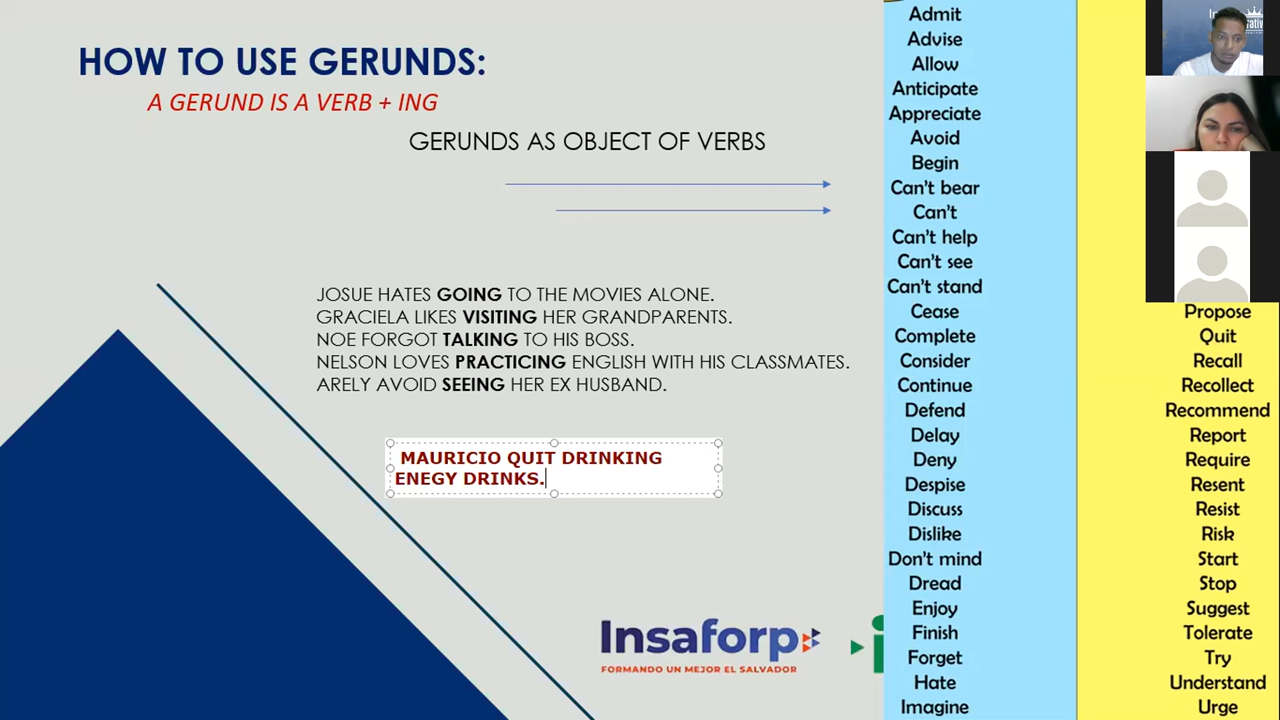 HOW TO USE GERUNDS:
A GERUND IS A VERB + ING
GERUNDS AS OBJECT OF VERBS
JOSUE HATES GOING TO THE MOVIES ALONE.
GRACIELA LIKES VISITING HER GRANDPARENTS.
NOE FORGOT TALKING TO HIS BOSS.
NELSON LOVES PRACTICING ENGLISH WITH HIS CLASSMATES.
ARELY AVOID SEEING HER EX HUSBAND.
MAURICIO QUIT DRINKING
ENEGY DRINKS.
Insaforp
FORMANDO UN MEJOR EL SALVADOR
Admit
Advise
Allow
Anticipate
Appreciate
Avoid
Begin
Can't bear
Can't
Can't help
Can't see
Can't stand
Cease
Complete
Consider
Continue
Defend
Delay
Deny
Despise
Discuss
Dislike
Don't mind
Dread
Enjoy
Finish
Forget
Hate
Imagine
Propose
Quit
Recall
Recollect
Recommend
Report
Require
Resent
Resist
Risk
Start
Stop
Suggest
Tolerate
Try
Understand
Urge